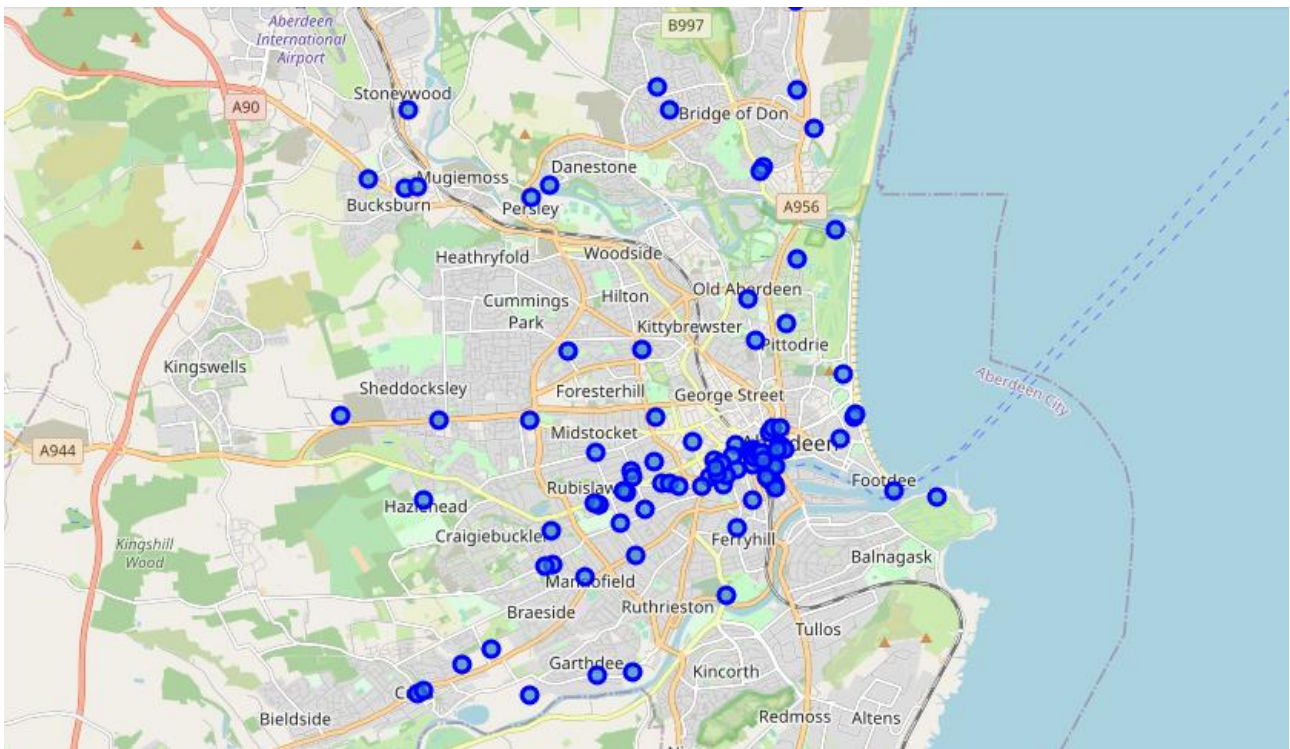 Aberdeen
International
Airport
B997
A90
Stoneywood
Bridge of Don
Danestone
Mugiemoss
Bucksburn
Persley
A956
Woodside
Heathryfold
Old Aberdeen
Hilton
Cummings
Park
Kittybrewster
Pittodrie
Kingswells
Sheddocksley
Foresterhill
George Street
Aberdeen City
A944
Midstocket
Footdee
Hazlehead
Craigiebuckler
Ferryhill
Kingshill
Wood
Balnagask
Mannofield
Braeside
Ruthrieston
Tullos
Garthdee
Kincorth
Bieldside
Redmoss
Altens